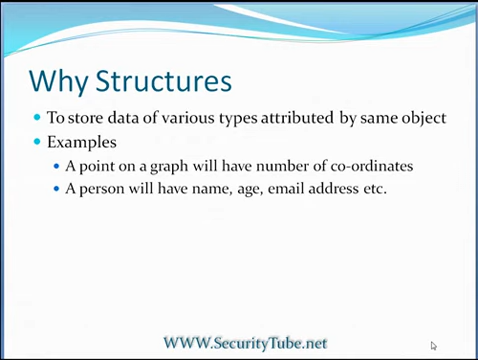 Why Structures
To store data of various types attributed by same object
Examples
A point on a graph will have number of co-ordinates
A person will have name, age, email address etc.
WWW.SecurityTube.net